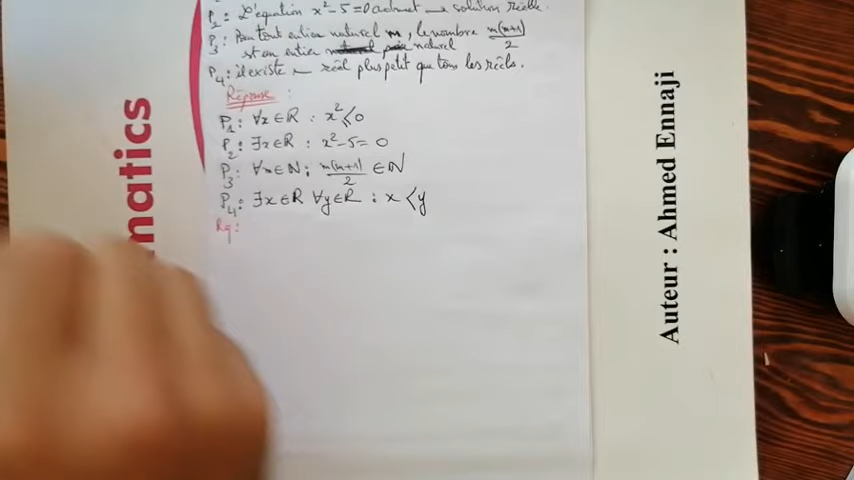 P₂ : L'équation x²-5=0 admet une solution réelle.
P₃ : Pour tout entier naturel n, le nombre n(n+1)/2
est un entier naturel
P₄ : il existe un réel plus petit que tous les réels.
Réponse :
P₁ : ∀x∈R : x²≤0
P₂ : ∃x∈R : x²-5=0
P₃ : ∀n∈N ; n(n+1)/2 ∈ N
P₄ : ∃x∈R ∀y∈R : x<y
Rq :
matics
Auteur : Ahmed Ennaji